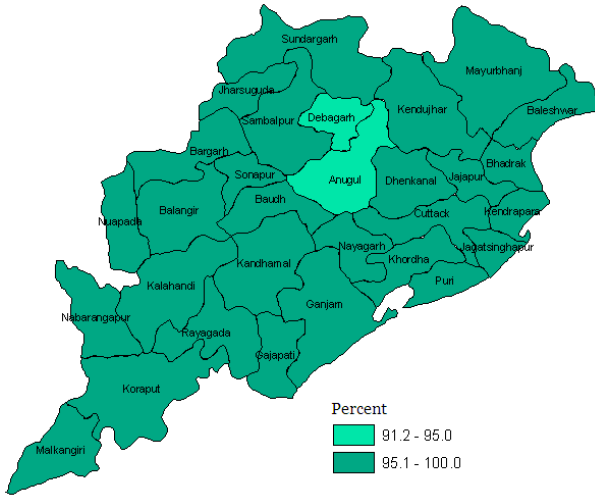 Sundargarh
Mayurbhanj
Jharsuguda
Kendujhar
Baleshwar
Debagarh
Sambalpur
Bargarh
Bhadrak
Sonapur
Anugul
Dhenkanal
Jajapur
Baudh
Balangir
Cuttack
Kendrapara
Nuapada
Nayagarh
Jagatsinghapur
Khordha
Kandhamal
Puri
Kalahandi
Ganjam
Nabarangapur
Rayagada
Gajapati
Koraput
Malkangiri
Percent
91.2 - 95.0
95.1 - 100.0